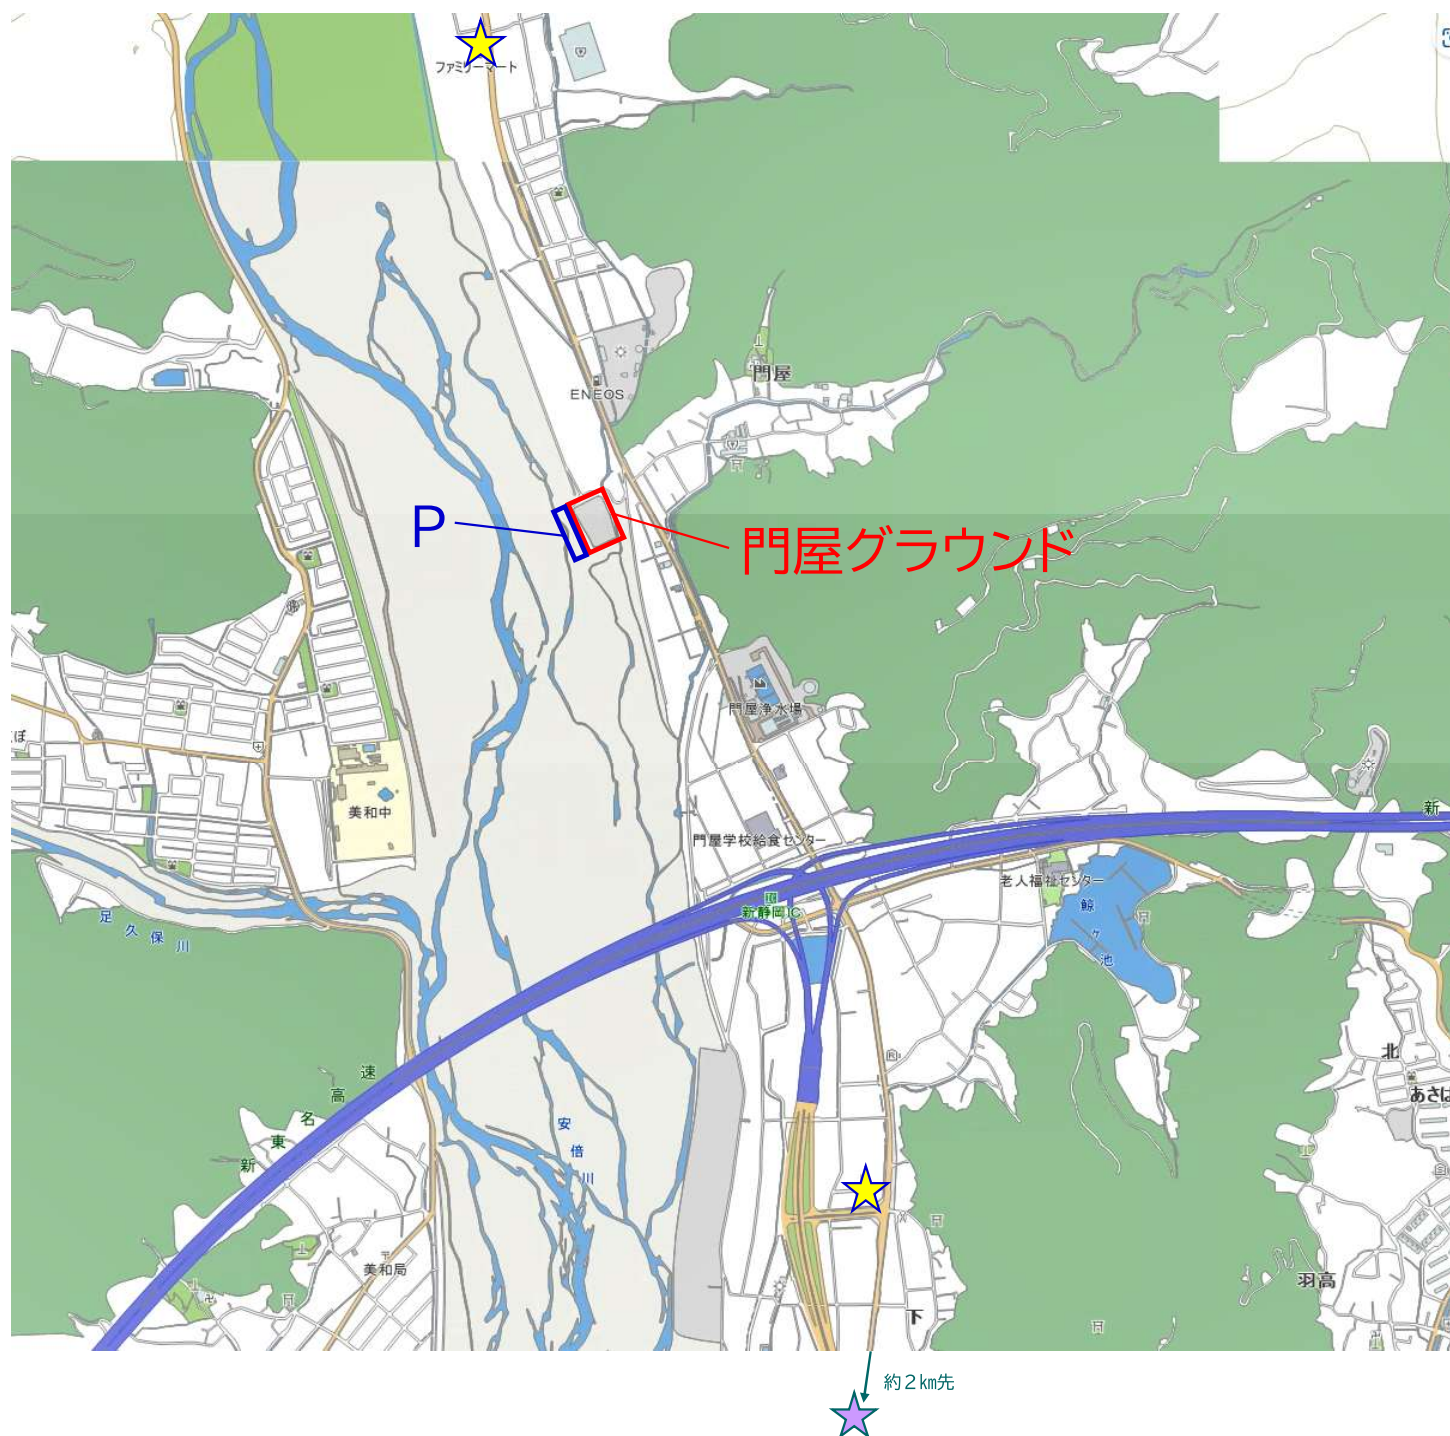 ファミリーマート
門屋
ENEOS
P
門屋グラウンド
門屋浄水場
美和中
門屋学校給食センター
新
老人福祉センター
新静岡IC
鯨ヶ池
足久保川
北
あさは
新東名高速
安倍川
美和局
羽高
下
約2km先